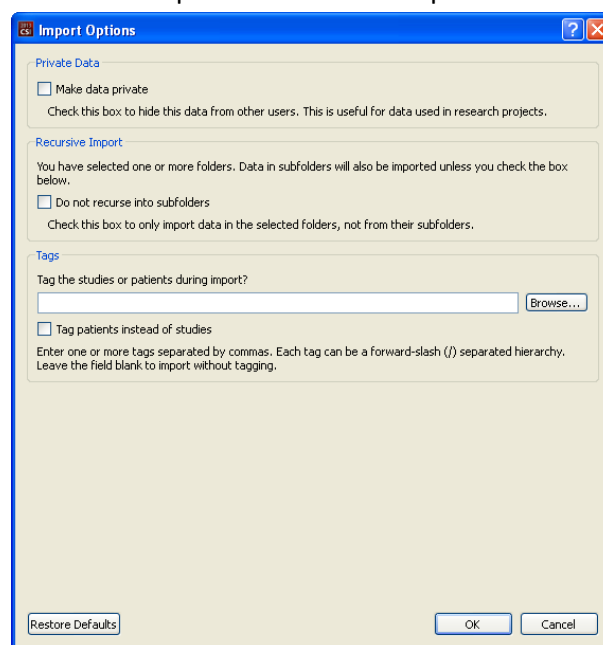 Import Options
Private Data
Make data private
Check this box to hide this data from other users. This is useful for data used in research projects.
Recursive Import
You have selected one or more folders. Data in subfolders will also be imported unless you check the box
below.
Do not recurse into subfolders
Check this box to only import data in the selected folders, not from their subfolders.
Tags
Tag the studies or patients during import?
Browse...
Tag patients instead of studies
Enter one or more tags separated by commas. Each tag can be a forward-slash (/) separated hierarchy.
Leave the field blank to import without tagging.
Restore Defaults
OK
Cancel